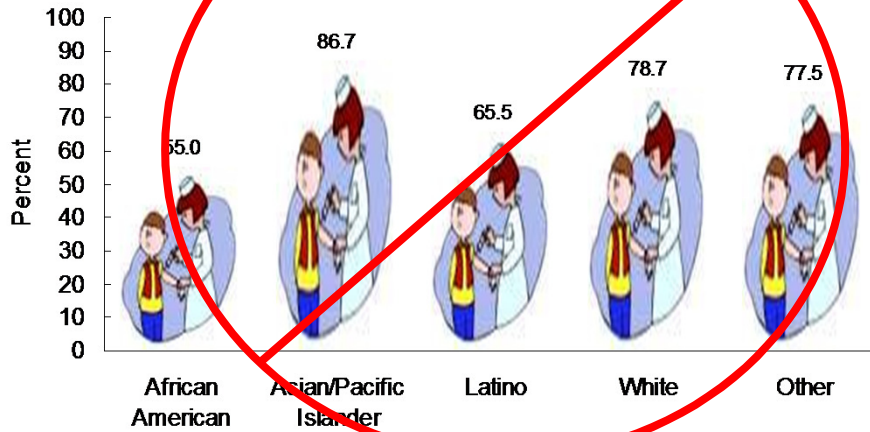 100
90
80
70
60
50
40
30
20
10
0
Percent
55.0
86.7
65.5
78.7
77.5
African
American
Asian/Pacific
Islander
Latino
White
Other